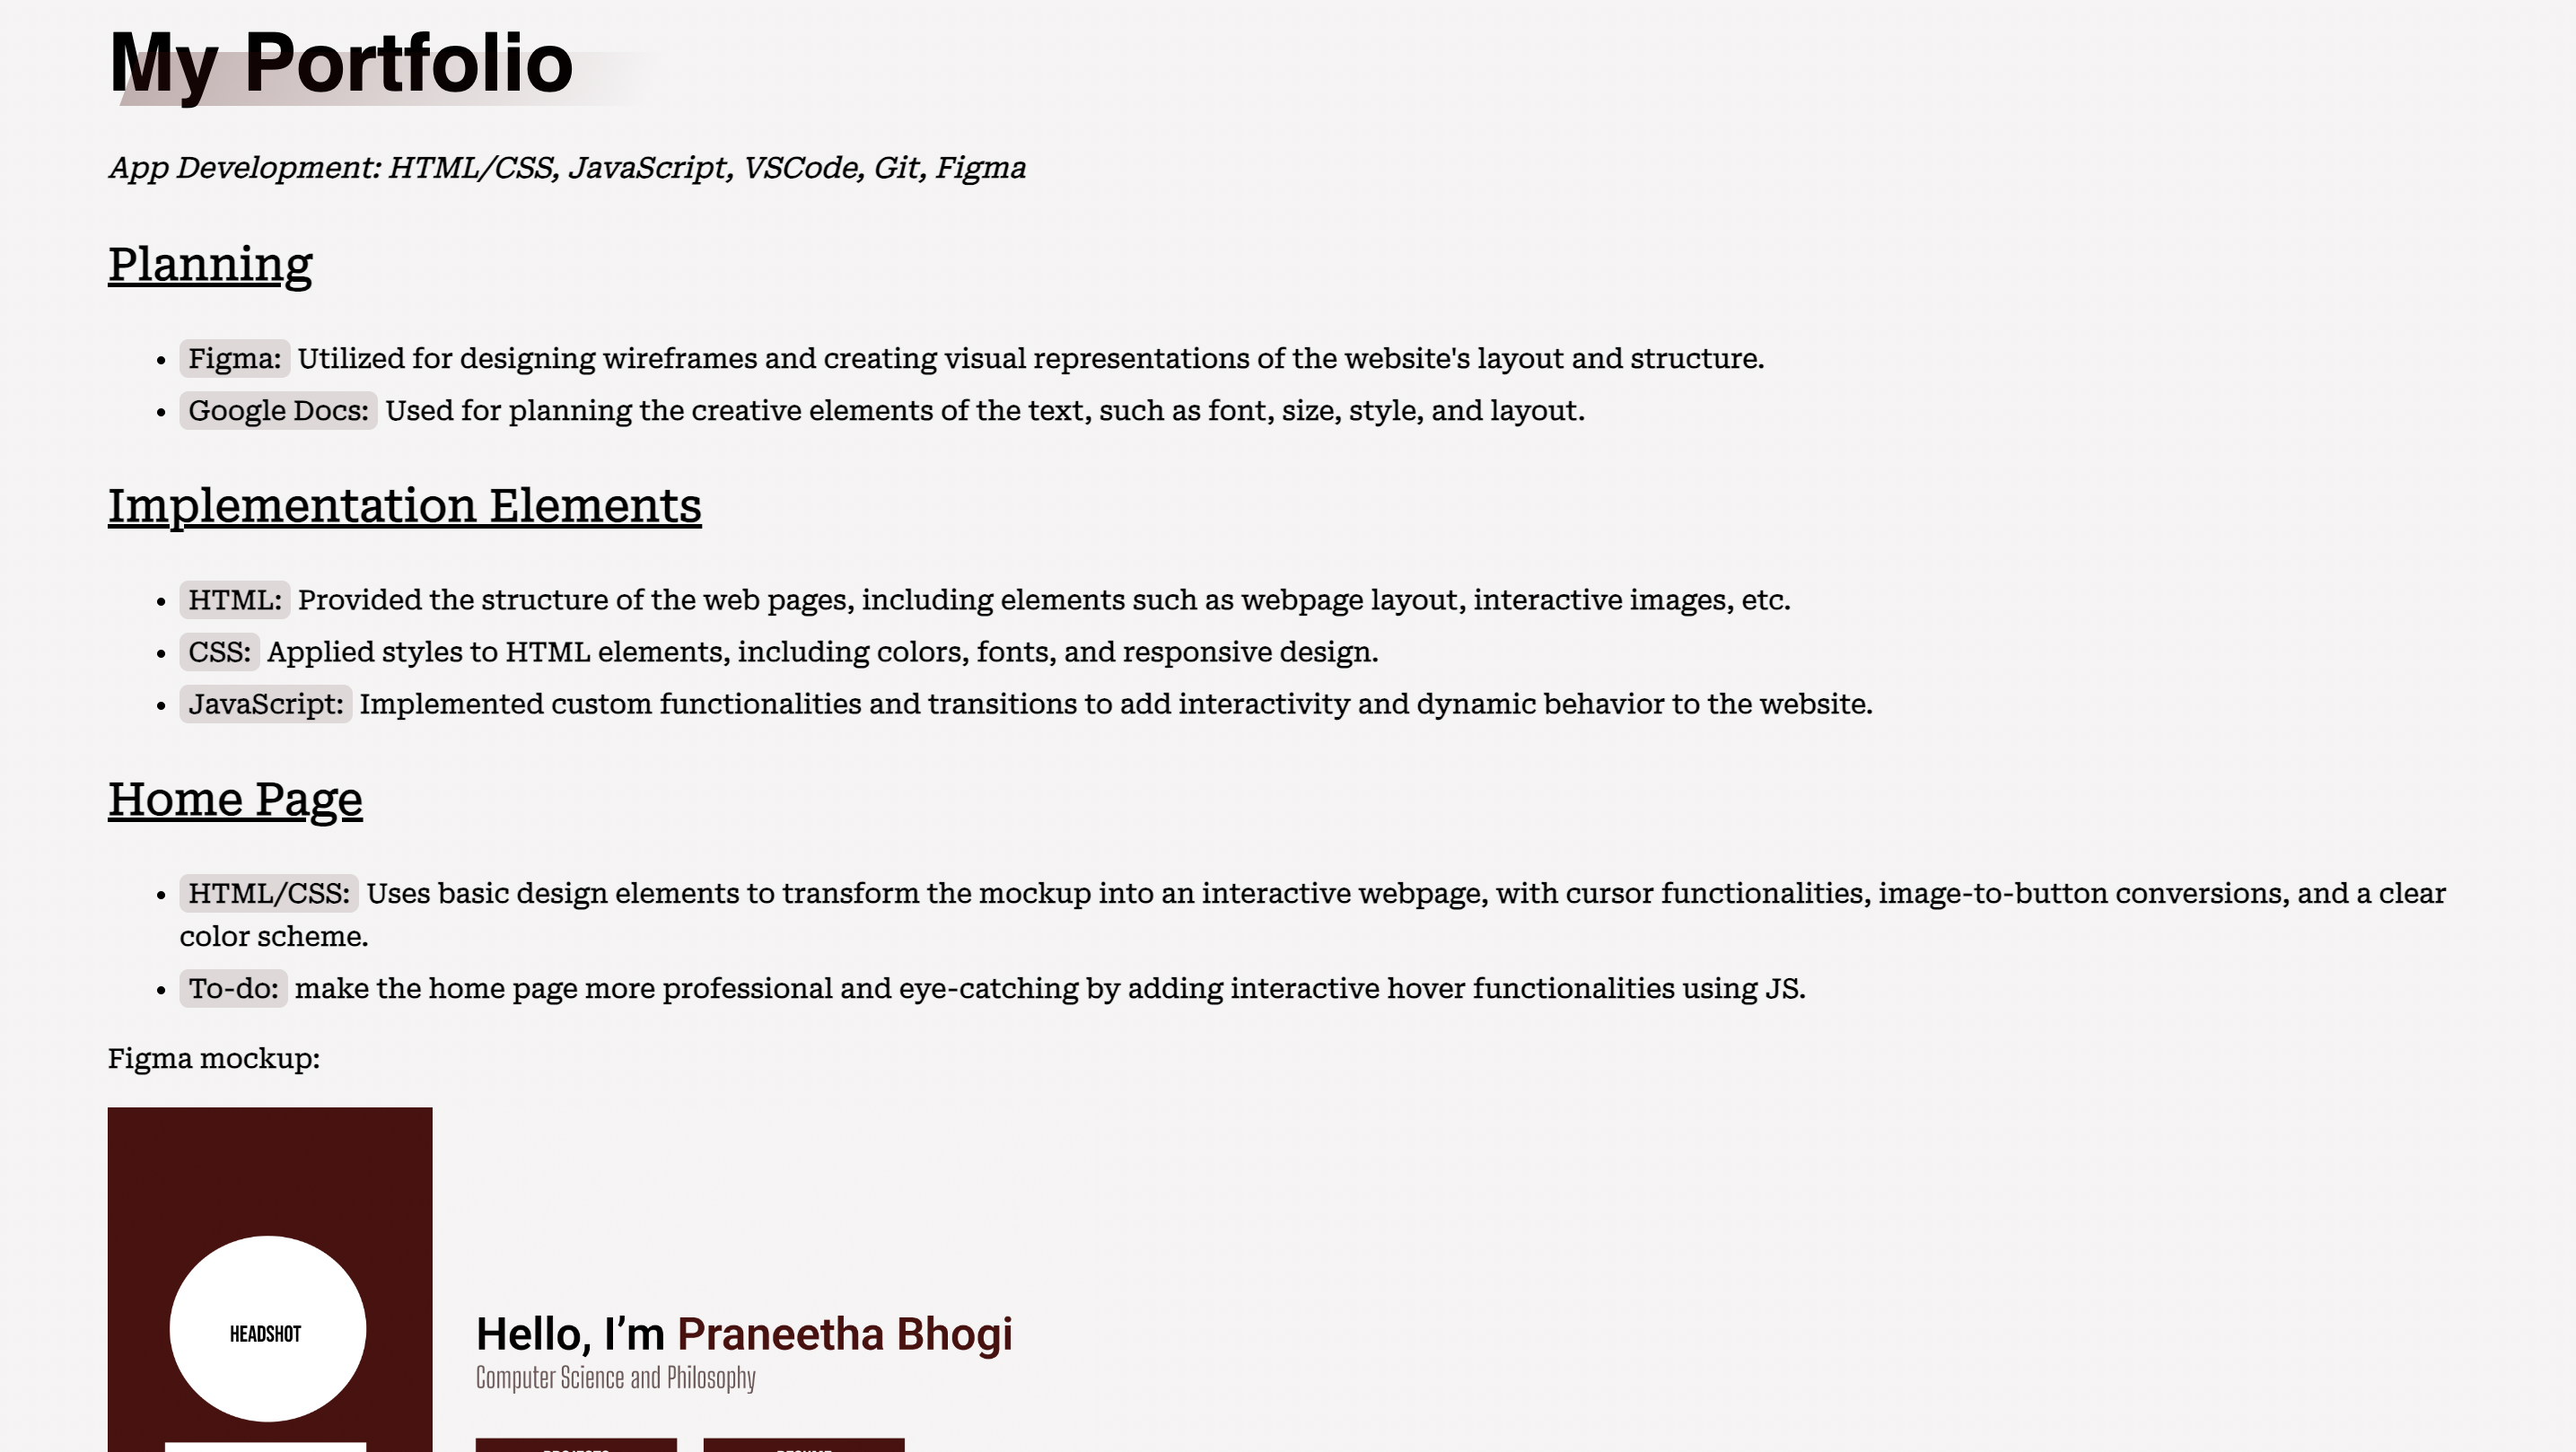 My Portfolio
App Development: HTML/CSS, JavaScript, VSCode, Git, Figma
Planning
• Figma: Utilized for designing wireframes and creating visual representations of the website's layout and structure.
• Google Docs: Used for planning the creative elements of the text, such as font, size, style, and layout.
Implementation Elements
• HTML: Provided the structure of the web pages, including elements such as webpage layout, interactive images, etc.
• CSS: Applied styles to HTML elements, including colors, fonts, and responsive design.
• JavaScript: Implemented custom functionalities and transitions to add interactivity and dynamic behavior to the website.
Home Page
• HTML/CSS: Uses basic design elements to transform the mockup into an interactive webpage, with cursor functionalities, image-to-button conversions, and a clear
color scheme.
• To-do: make the home page more professional and eye-catching by adding interactive hover functionalities using JS.
Figma mockup:
HEADSHOT
Hello, I’m Praneetha Bhogi
Computer Science and Philosophy